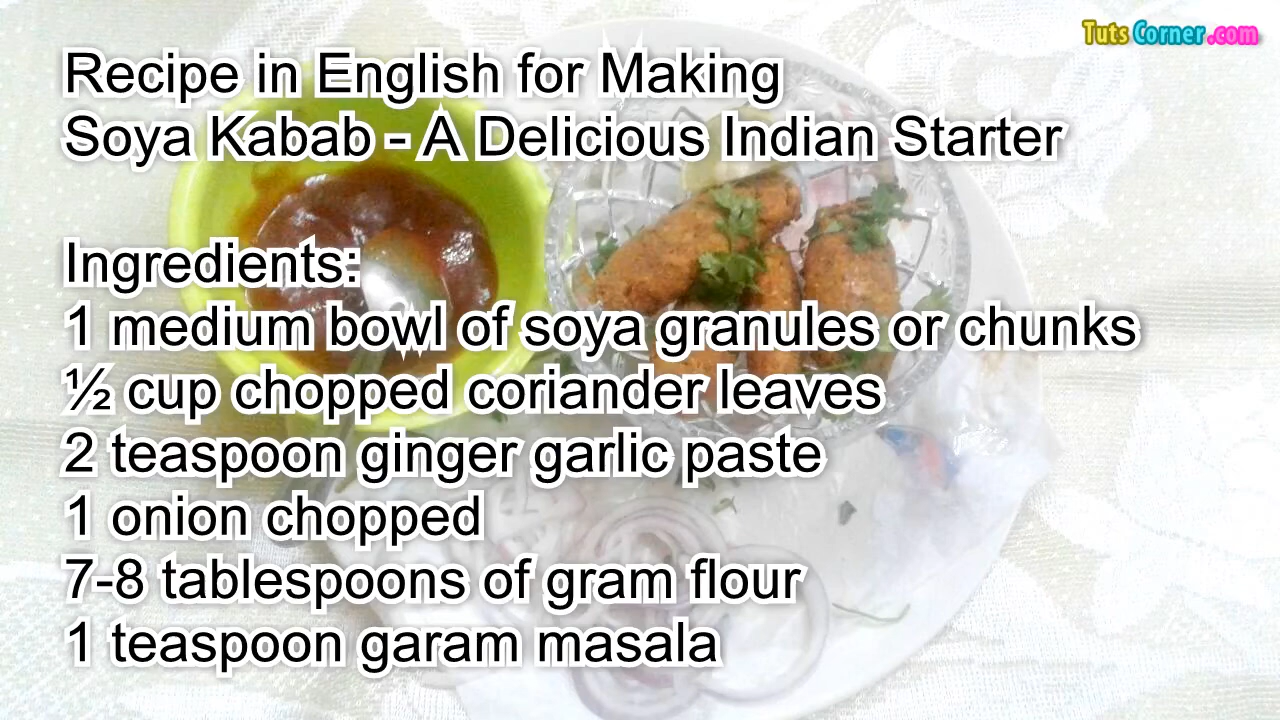 Tuts Corner.com
Recipe in English for Making
Soya Kabab - A Delicious Indian Starter
Ingredients:
1 medium bowl of soya granules or chunks
½ cup chopped coriander leaves
2 teaspoon ginger garlic paste
1 onion chopped
7-8 tablespoons of gram flour
1 teaspoon garam masala